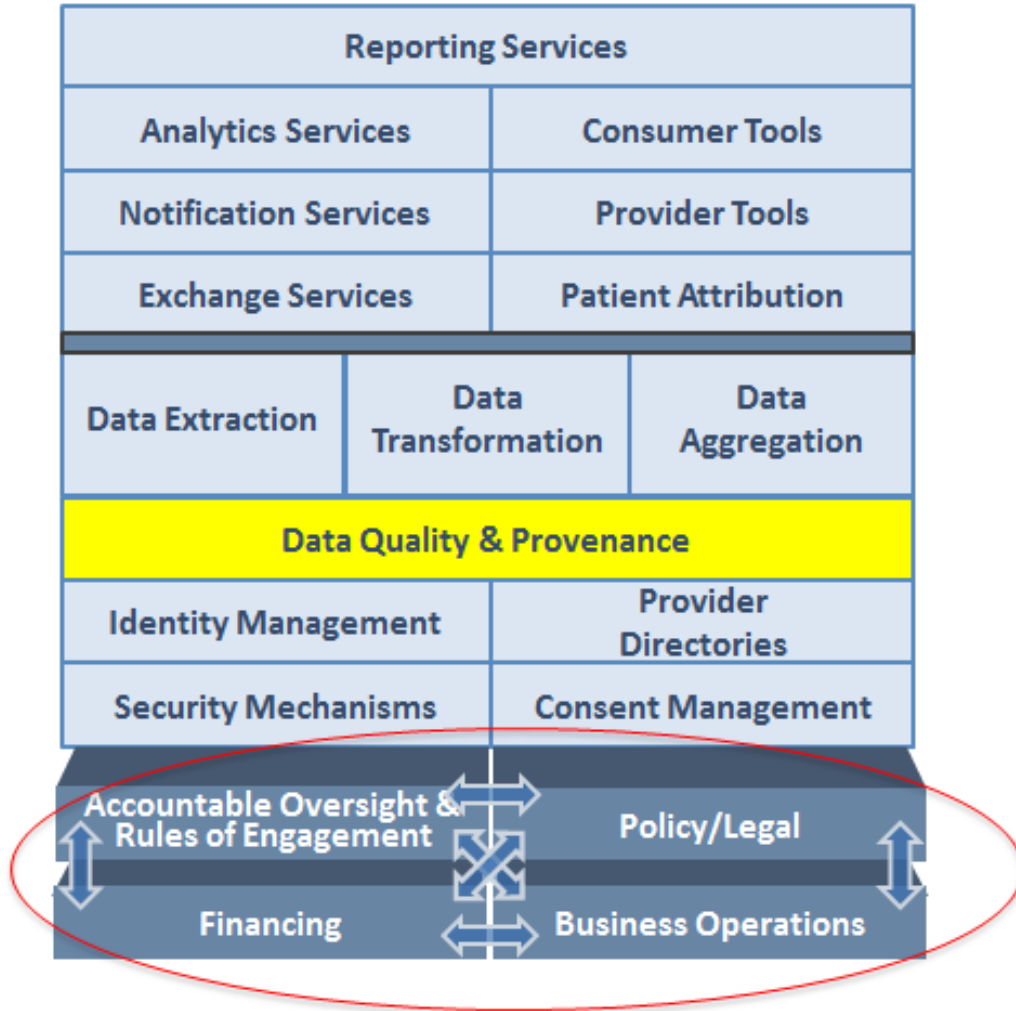 Reporting Services
Analytics Services
Consumer Tools
Notification Services
Provider Tools
Exchange Services
Patient Attribution
Data Extraction
Data
Transformation
Data
Aggregation
Data Quality & Provenance
Identity Management
Provider
Directories
Security Mechanisms
Consent Management
Accountable Oversight &
Rules of Engagement
Policy/Legal
Financing
Business Operations